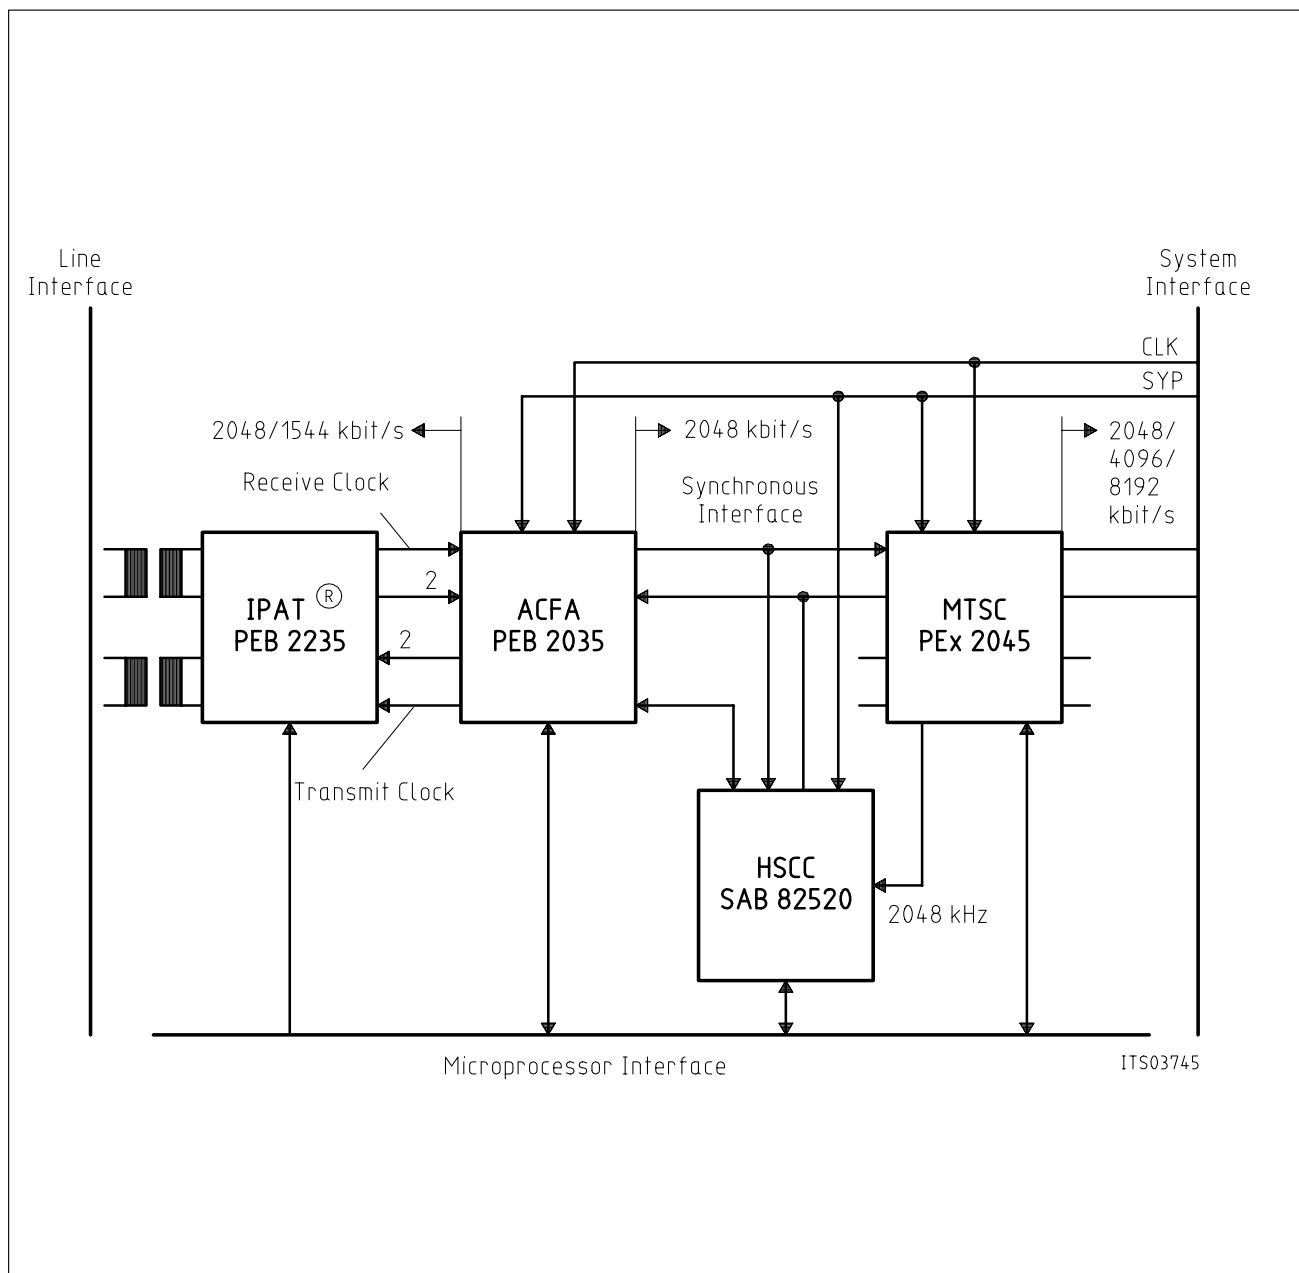 Line
Interface
System
Interface
CLK
SYP
2048/1544 kbit/s
2048 kbit/s
2048/
4096/
8192
kbit/s
Receive Clock
Synchronous
Interface
2
2
IPAT ®
PEB 2235
ACFA
PEB 2035
MTSC
PEx 2045
Transmit Clock
HSCC
SAB 82520
2048 kHz
Microprocessor Interface
ITS03745